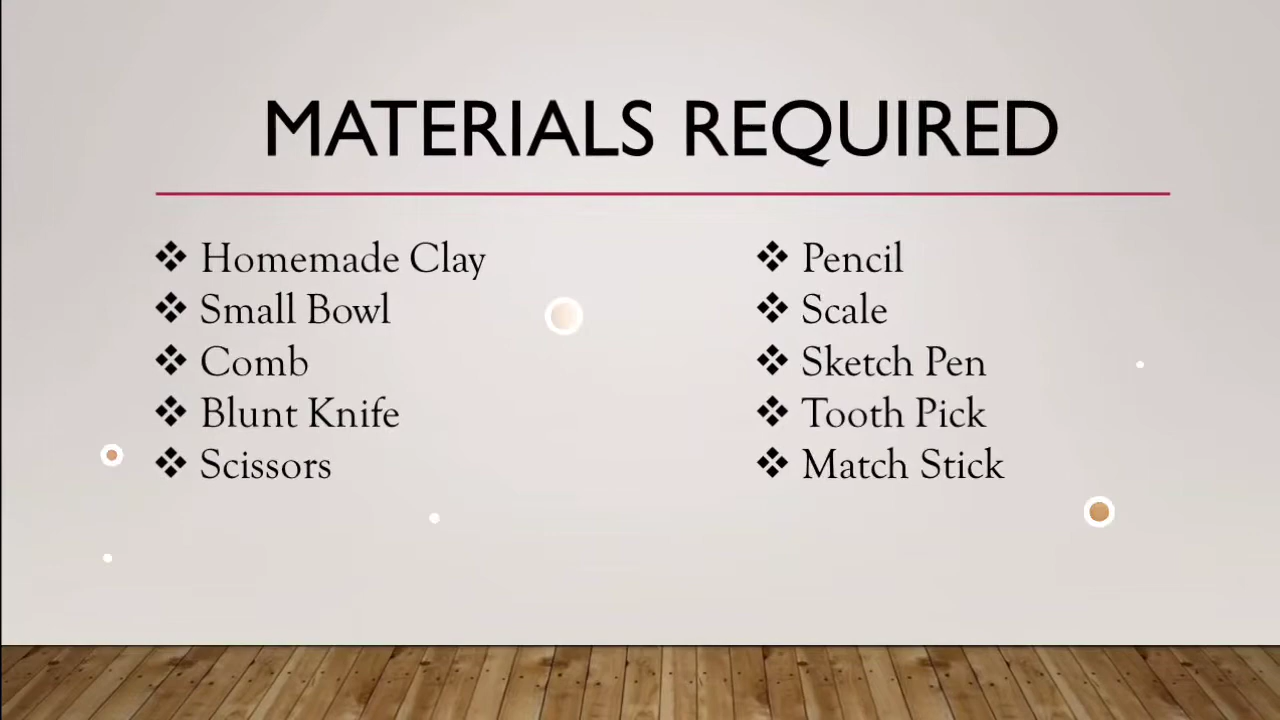 MATERIALS REQUIRED
Homemade Clay
Small Bowl
Comb
Blunt Knife
Scissors
Pencil
Scale
Sketch Pen
Tooth Pick
Match Stick